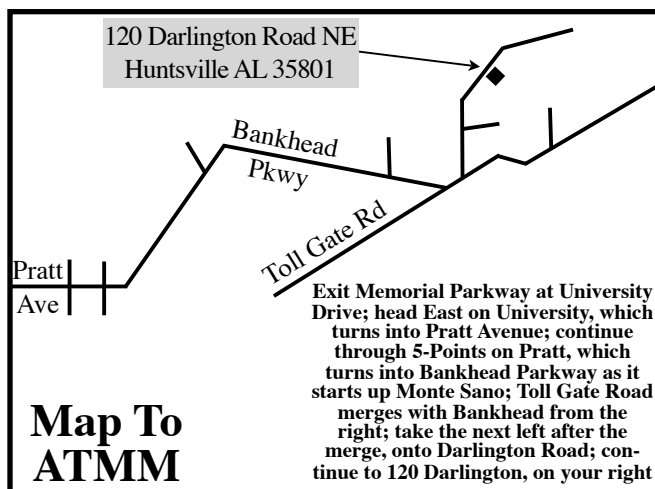 120 Darlington Road NE
Huntsville AL 35801
Bankhead
Pkwy
Toll Gate Rd
Pratt
Ave
Exit Memorial Parkway at University
Drive; head East on University, which
turns into Pratt Avenue; continue
through 5-Points on Pratt, which
turns into Bankhead Parkway as it
starts up Monte Sano; Toll Gate Road
merges with Bankhead from the
right; take the next left after the
merge, onto Darlington Road; con-
tinue to 120 Darlington, on your right
Map To
ATMM